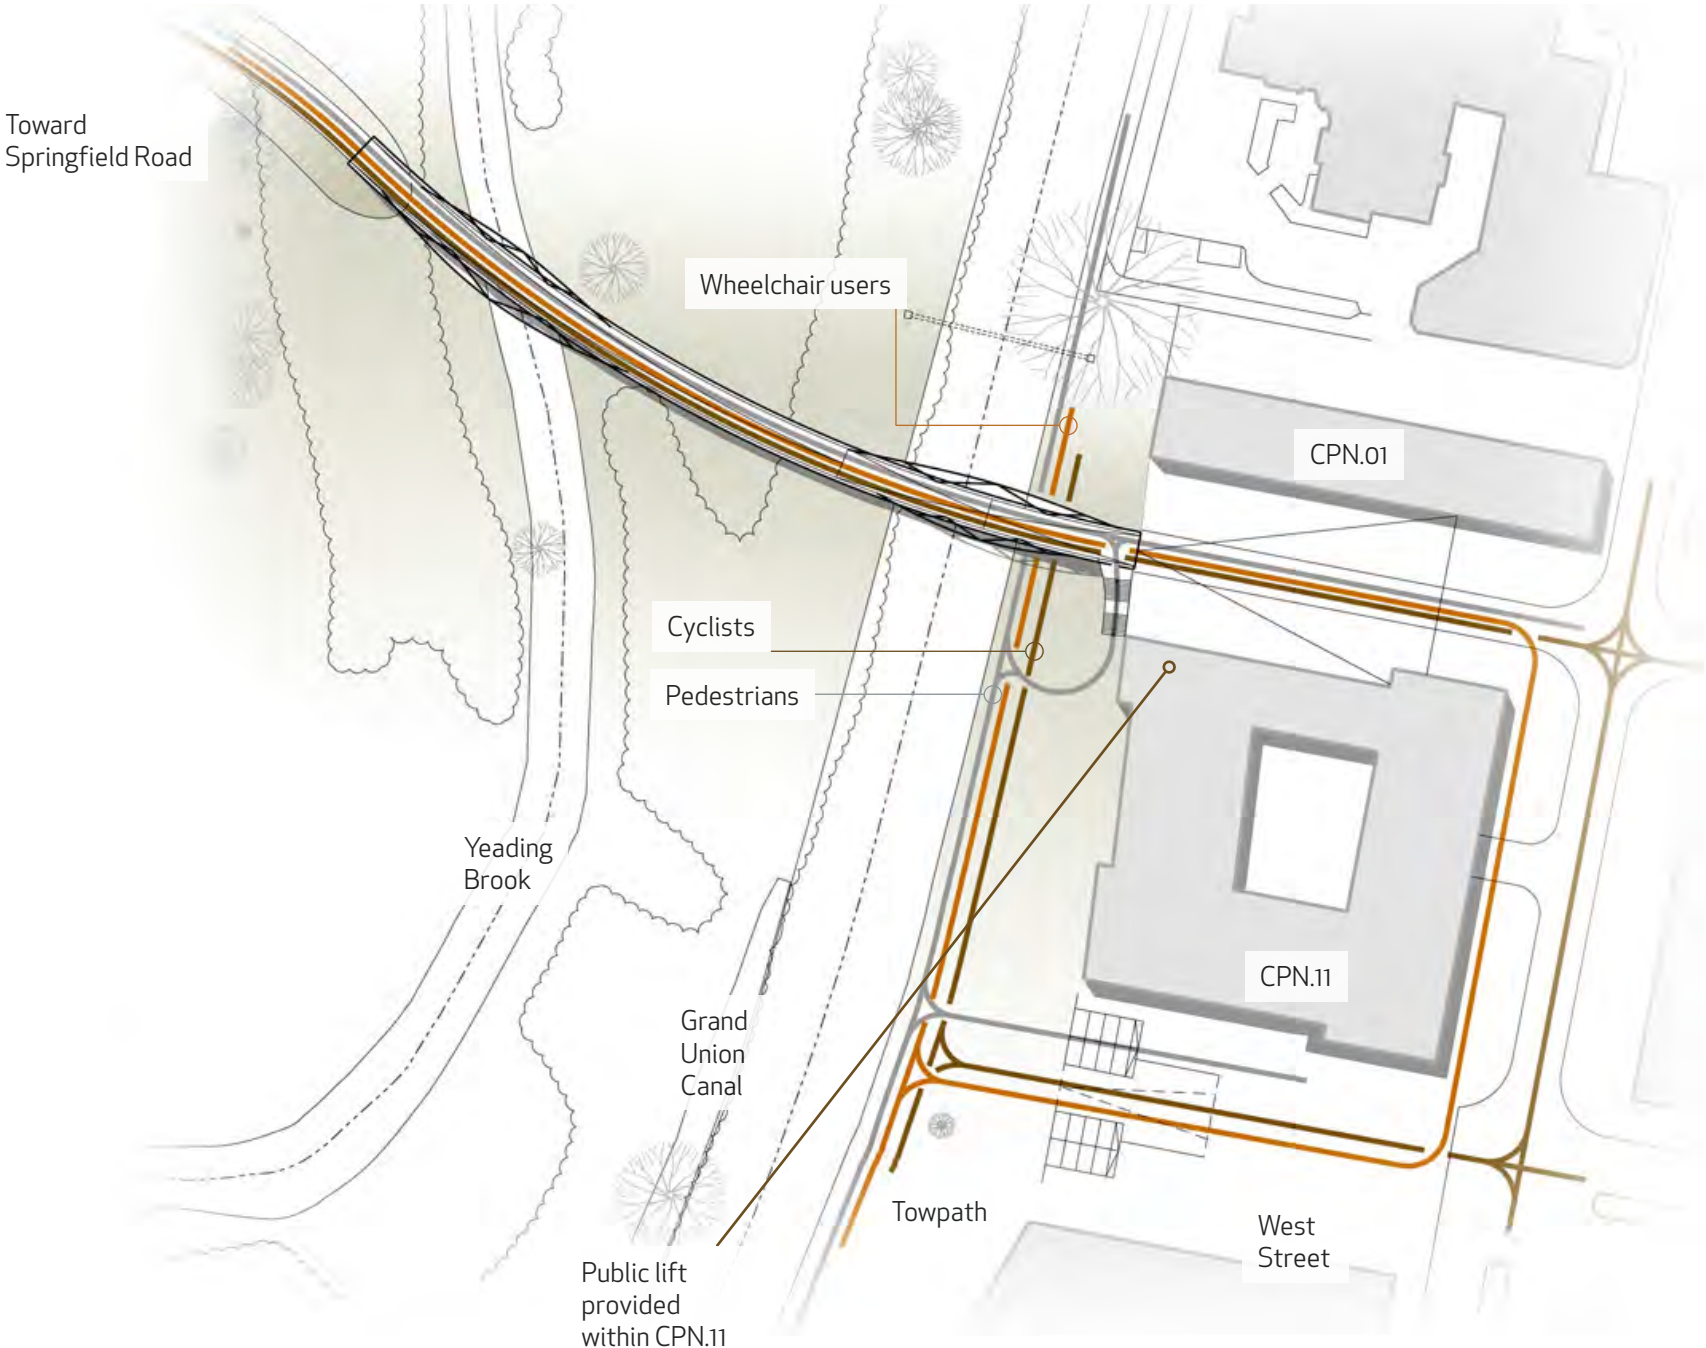 Toward
Springfield Road
Wheelchair users
CPN.01
Cyclists
Pedestrians
Yeading
Brook
CPN.11
Grand
Union
Canal
Towpath
West
Street
Public lift
provided
within CPN.11